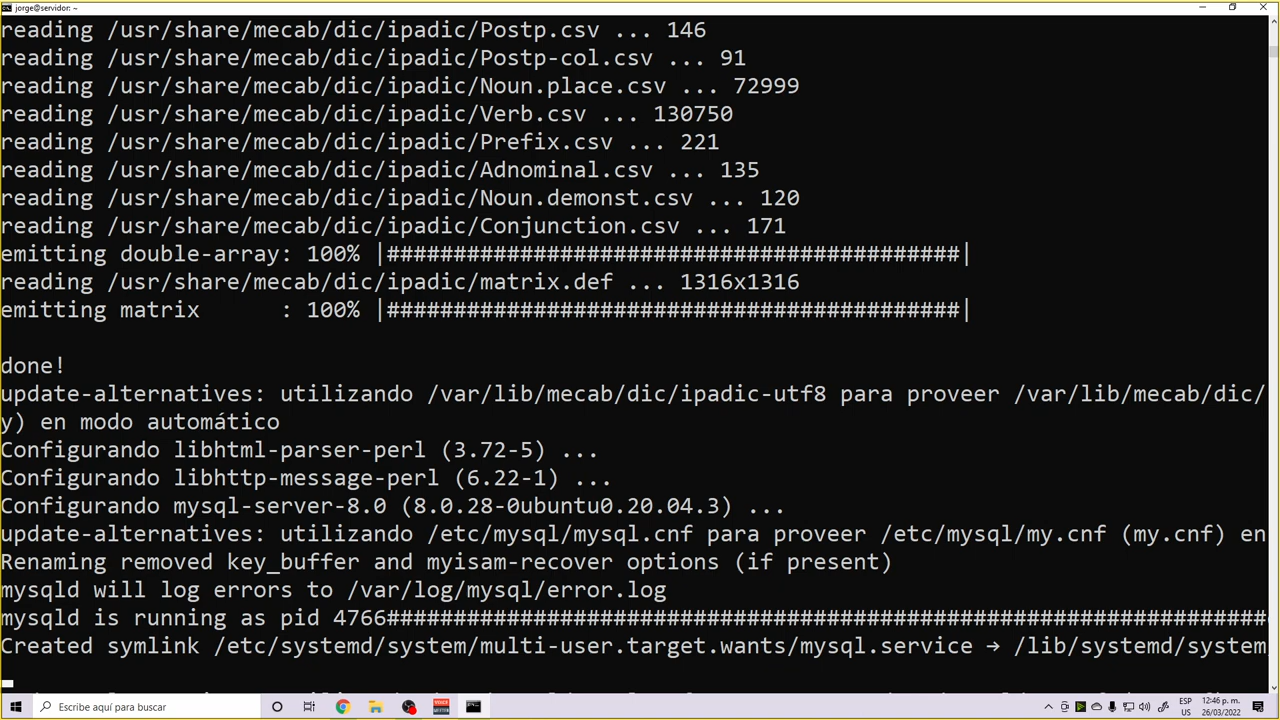 jorge@servidor: ~
reading /usr/share/mecab/dic/ipadic/Postp.csv ... 146
reading /usr/share/mecab/dic/ipadic/Postp-col.csv ... 91
reading /usr/share/mecab/dic/ipadic/Noun.place.csv ... 72999
reading /usr/share/mecab/dic/ipadic/Verb.csv ... 130750
reading /usr/share/mecab/dic/ipadic/Prefix.csv ... 221
reading /usr/share/mecab/dic/ipadic/Adnominal.csv ... 135
reading /usr/share/mecab/dic/ipadic/Noun.demonst.csv ... 120
reading /usr/share/mecab/dic/ipadic/Conjunction.csv ... 171
emitting double-array: 100% |###########################################|
reading /usr/share/mecab/dic/ipadic/matrix.def ... 1316x1316
emitting matrix      : 100% |###########################################|
done!
update-alternatives: utilizando /var/lib/mecab/dic/ipadic-utf8 para proveer /var/lib/mecab/dic/
y) en modo automático
Configurando libhtml-parser-perl (3.72-5) ...
Configurando libhttp-message-perl (6.22-1) ...
Configurando mysql-server-8.0 (8.0.28-0ubuntu0.20.04.3) ...
update-alternatives: utilizando /etc/mysql/mysql.cnf para proveer /etc/mysql/my.cnf (my.cnf) en
Renaming removed key_buffer and myisam-recover options (if present)
mysqld will log errors to /var/log/mysql/error.log
mysqld is running as pid 4766##################################################################
Created symlink /etc/systemd/system/multi-user.target.wants/mysql.service → /lib/systemd/system
Escribe aquí para buscar
ESP
US
12:46 p. m.
26/03/2022